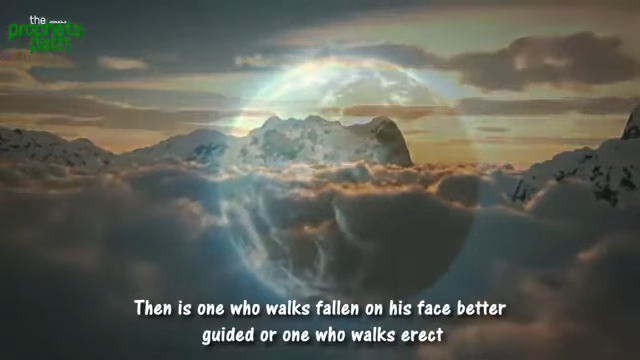 the
prophets
path
Then is one who walks fallen on his face better
guided or one who walks erect